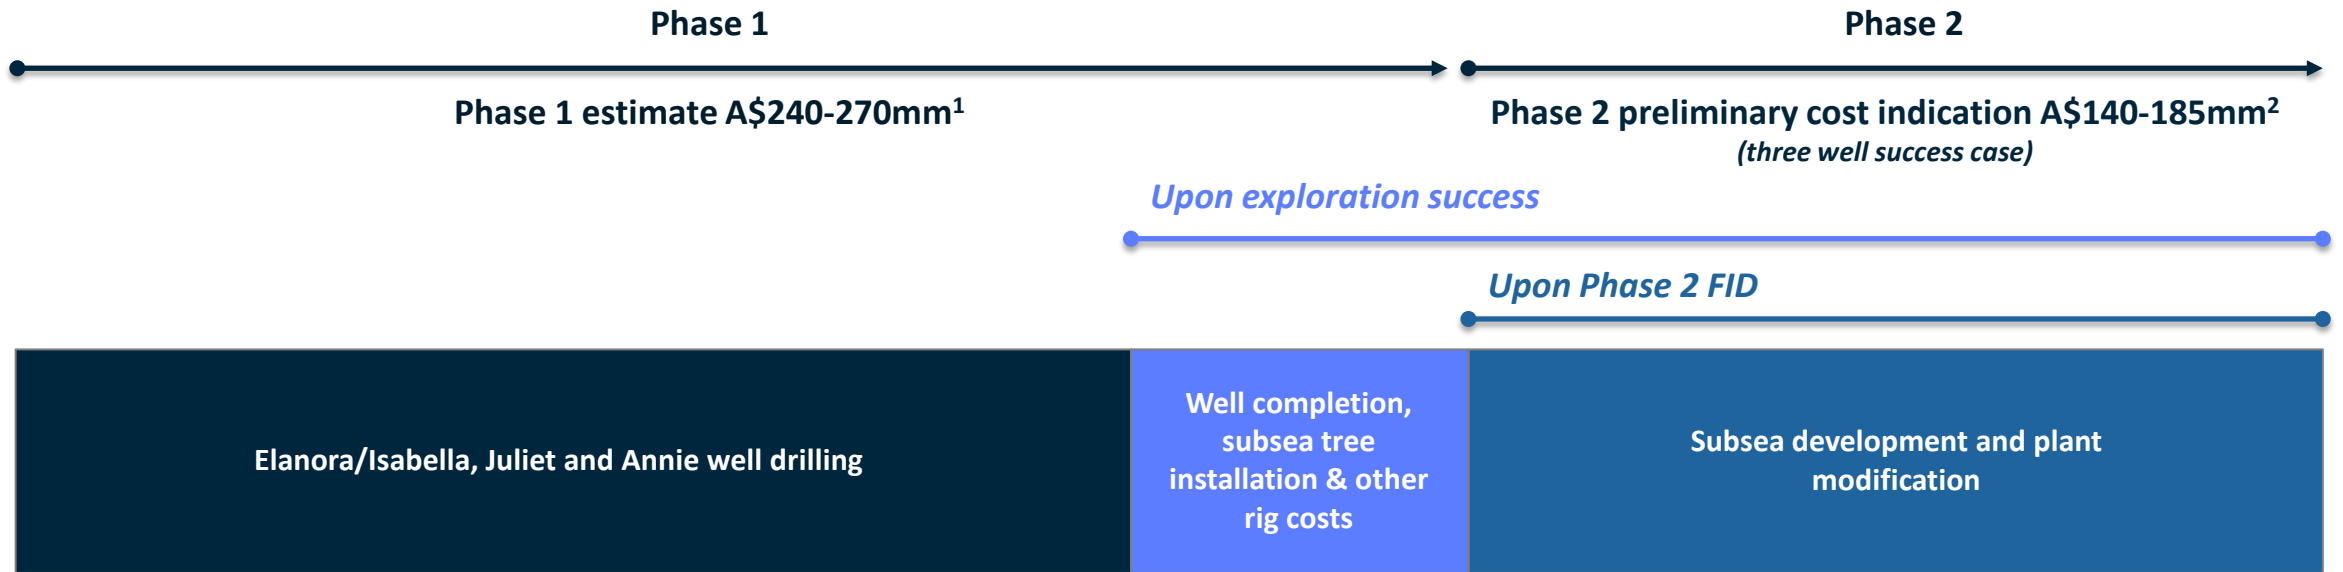 Phase 1
Phase 2
Phase 1 estimate A$240-270mm¹
Phase 2 preliminary cost indication A$140-185mm²
(three well success case)
Upon exploration success
Upon Phase 2 FID
Elanora/Isabella, Juliet and Annie well drilling
Well completion,
subsea tree
installation & other
rig costs
Subsea development and plant
modification